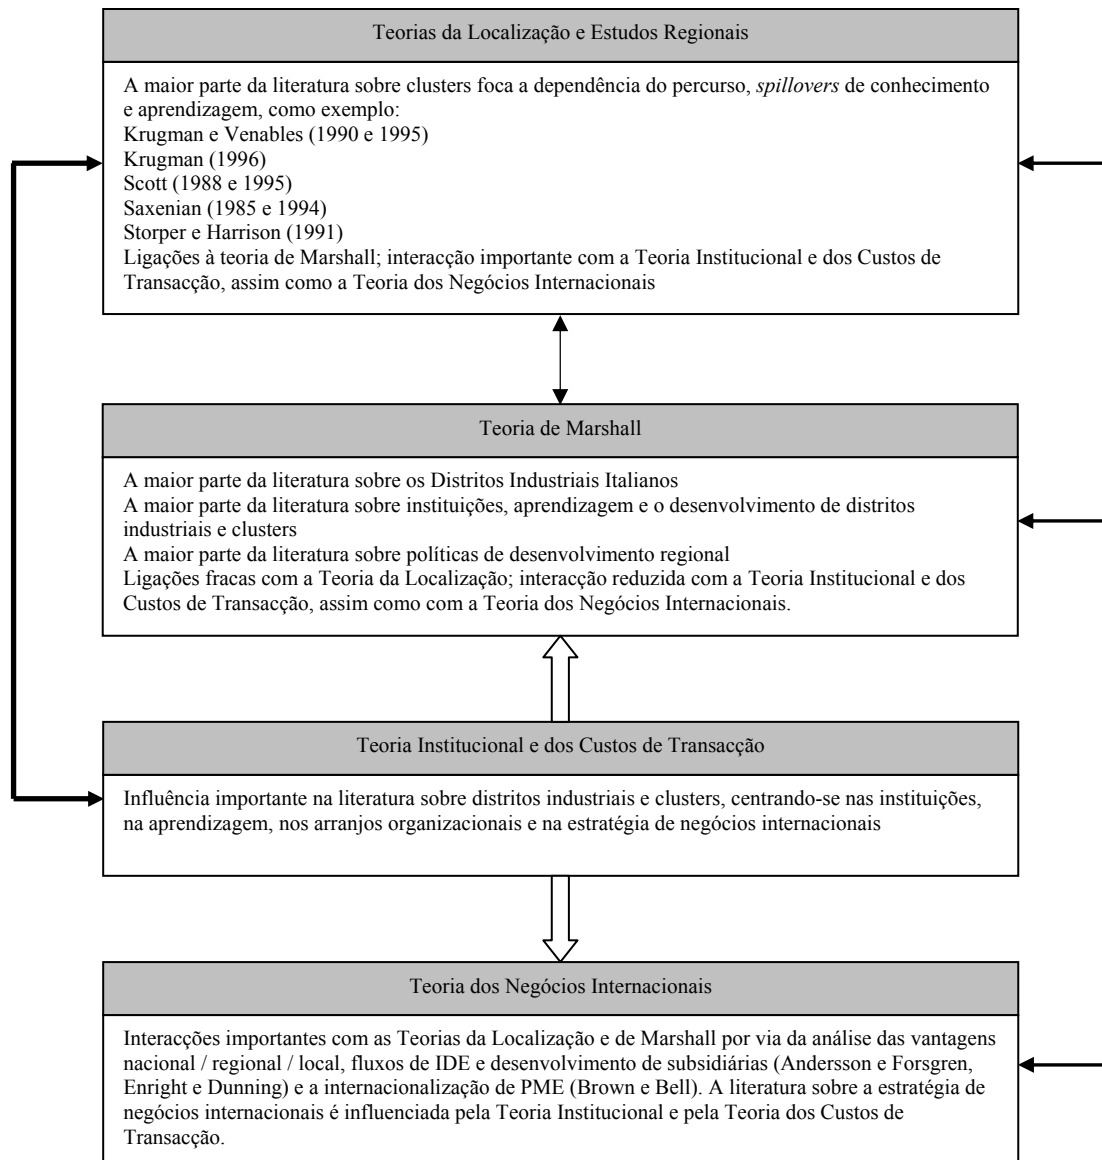 Teorias da Localização e Estudos Regionais
A maior parte da literatura sobre clusters foca a dependência do percurso, spillovers de conhecimento
e aprendizagem, como exemplo:
Krugman e Venables (1990 e 1995)
Krugman (1996)
Scott (1988 e 1995)
Saxenian (1985 e 1994)
Storper e Harrison (1991)
Ligações à teoria de Marshall; interacção importante com a Teoria Institucional e dos Custos de
Transacção, assim como a Teoria dos Negócios Internacionais
Teoria de Marshall
A maior parte da literatura sobre os Distritos Industriais Italianos
A maior parte da literatura sobre instituições, aprendizagem e o desenvolvimento de distritos
industriais e clusters
A maior parte da literatura sobre políticas de desenvolvimento regional
Ligações fracas com a Teoria da Localização; interacção reduzida com a Teoria Institucional e dos
Custos de Transacção, assim como com a Teoria dos Negócios Internacionais.
Teoria Institucional e dos Custos de Transacção
Influência importante na literatura sobre distritos industriais e clusters, centrando-se nas instituições,
na aprendizagem, nos arranjos organizacionais e na estratégia de negócios internacionais
Teoria dos Negócios Internacionais
Interacções importantes com as Teorias da Localização e de Marshall por via da análise das vantagens
nacional / regional / local, fluxos de IDE e desenvolvimento de subsidiárias (Andersson e Forsgren,
Enright e Dunning) e a internacionalização de PME (Brown e Bell). A literatura sobre a estratégia de
negócios internacionais é influenciada pela Teoria Institucional e pela Teoria dos Custos de
Transacção.